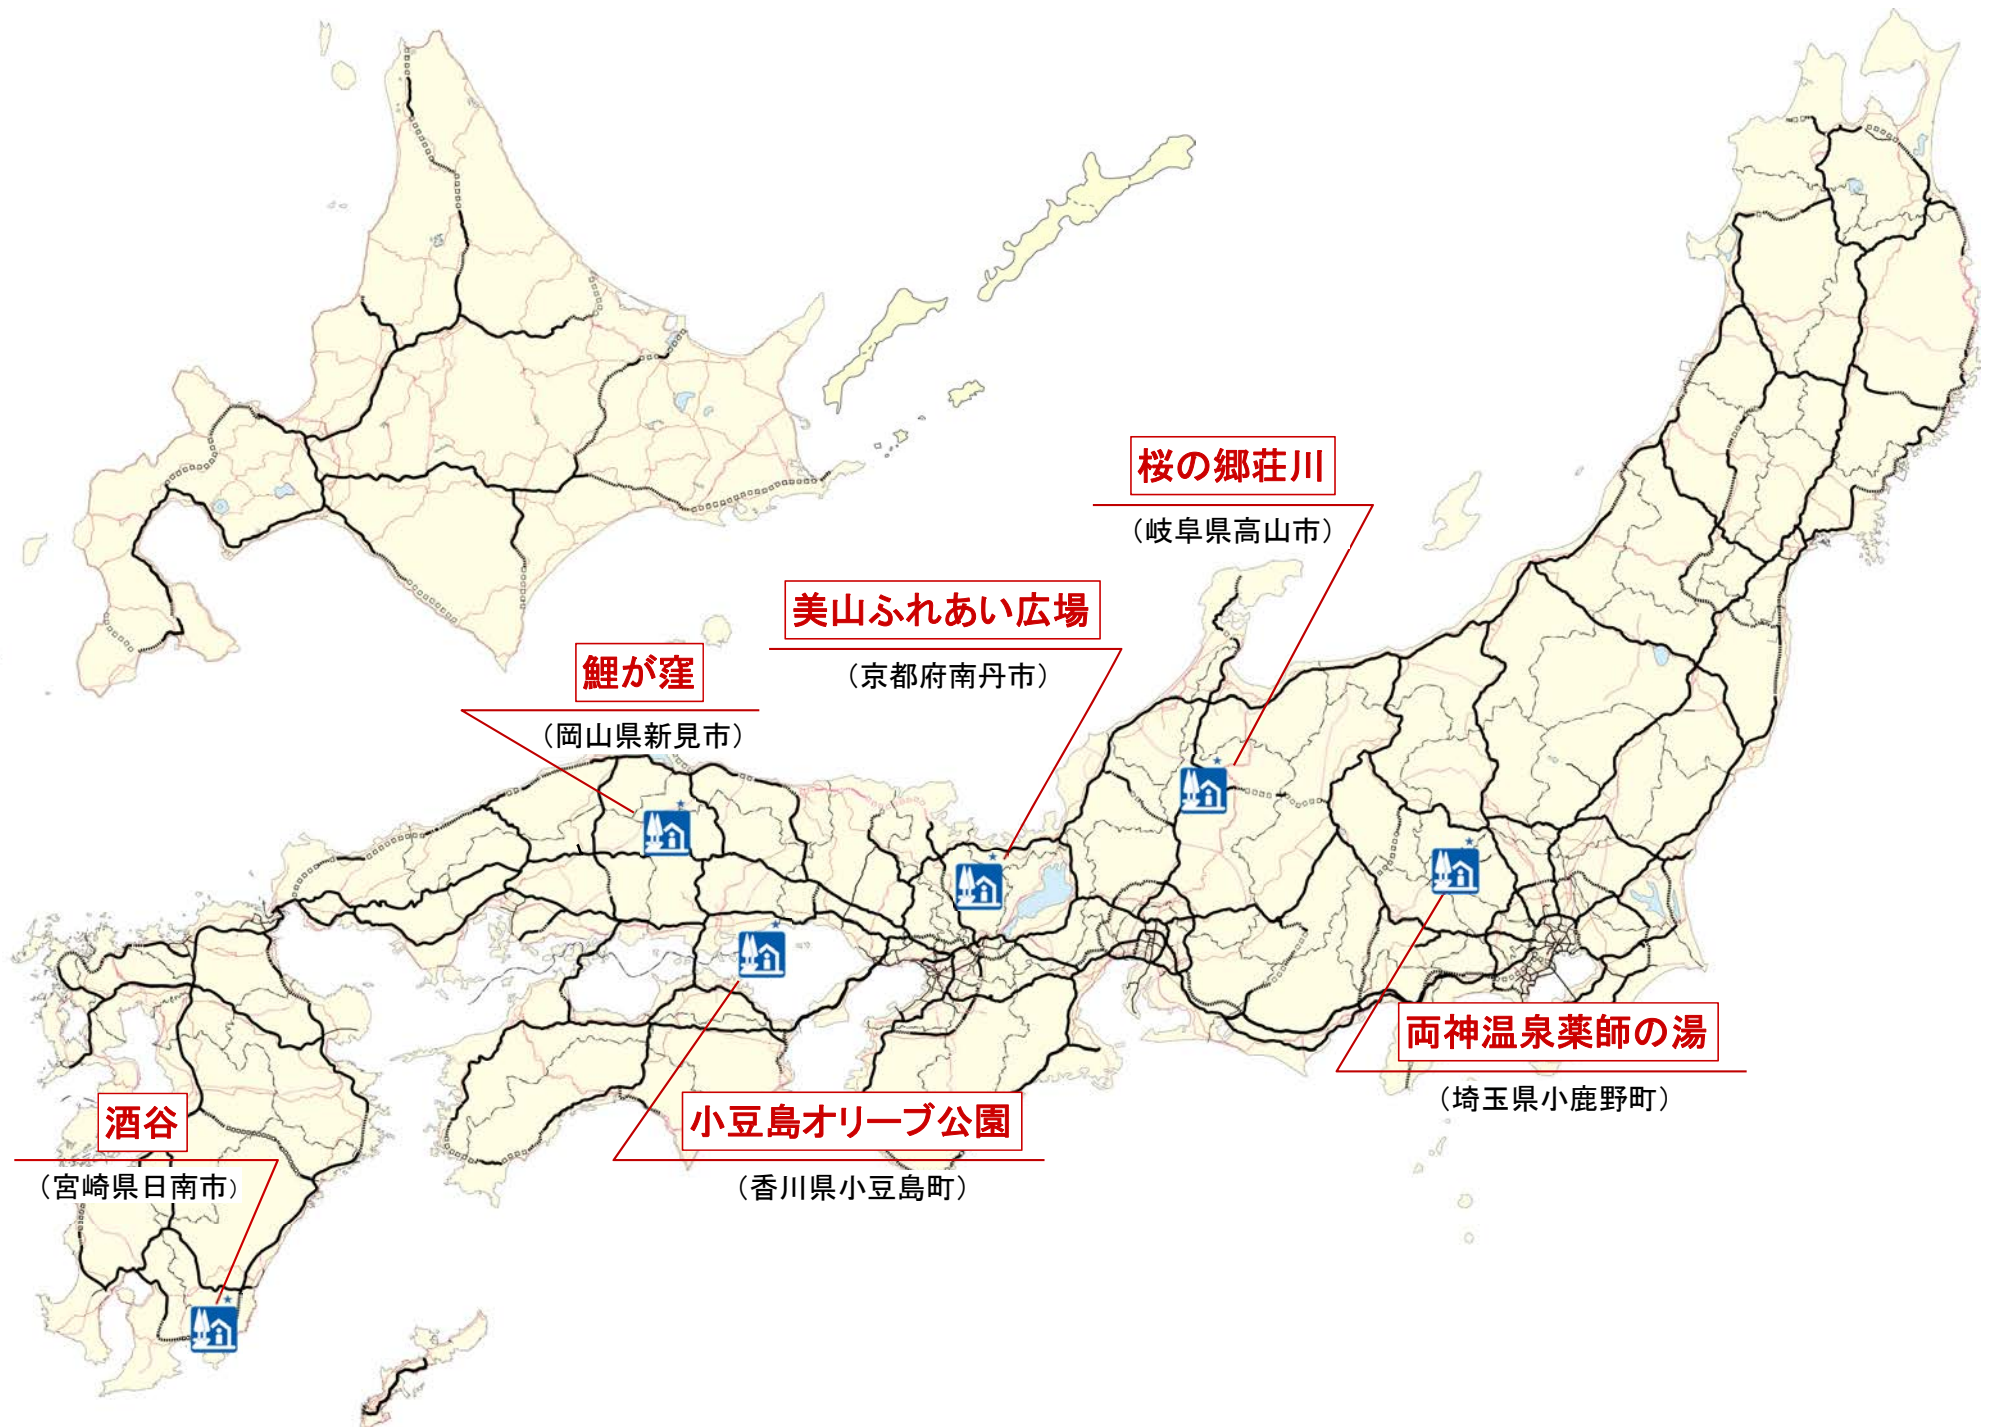 桜の郷荘川
（岐阜県高山市）
美山ふれあい広場
（京都府南丹市）
鯉が窪
（岡山県新見市）
両神温泉薬師の湯
（埼玉県小鹿野町）
小豆島オリーブ公園
（香川県小豆島町）
酒谷
（宮崎県日南市）